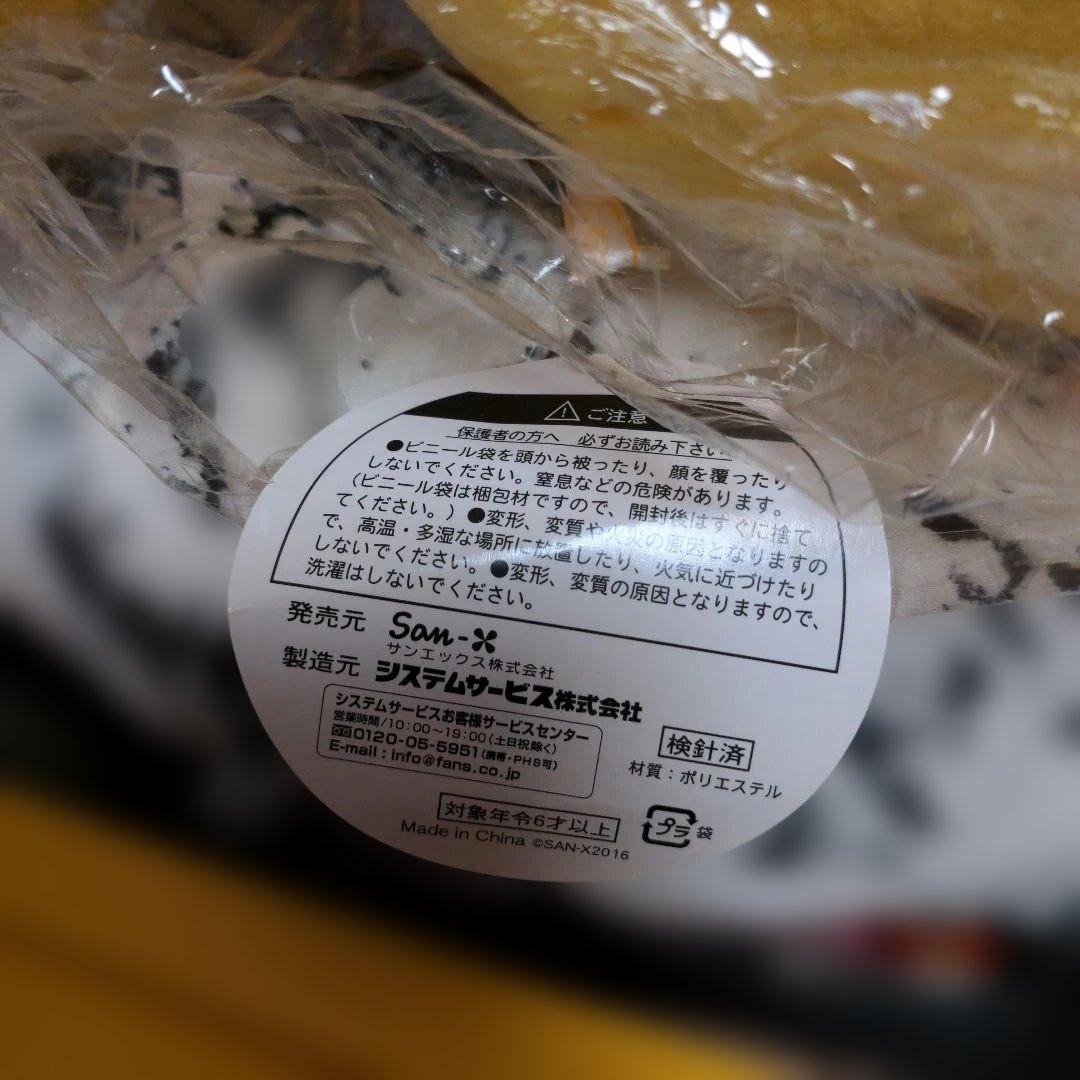 ご注意
保護者の方へ 必ずお読み下さい
●ビニール袋を頭から被ったり、顔を覆ったり
しないでください。窒息などの危険があります。
(ビニール袋は梱包材ですので、開封後はすぐに捨て
てください。) ●変形、変質や火災の原因となりますの
で、高温・多湿な場所に放置したり、火気に近づけたり
しないでください。●変形、変質の原因となりますので、
洗濯はしないでください。
発売元 San-X
サンエックス株式会社
製造元 システムサービス株式会社
システムサービスお客様サービスセンター
営業時間/10:00~19:00(土日祝除く)
0120-05-5951(携帯・PHS可)
E-mail:info@fans.co.jp
検針済
材質:ポリエステル
対象年令6才以上
プラ 袋
Made in China ©SAN-X2016